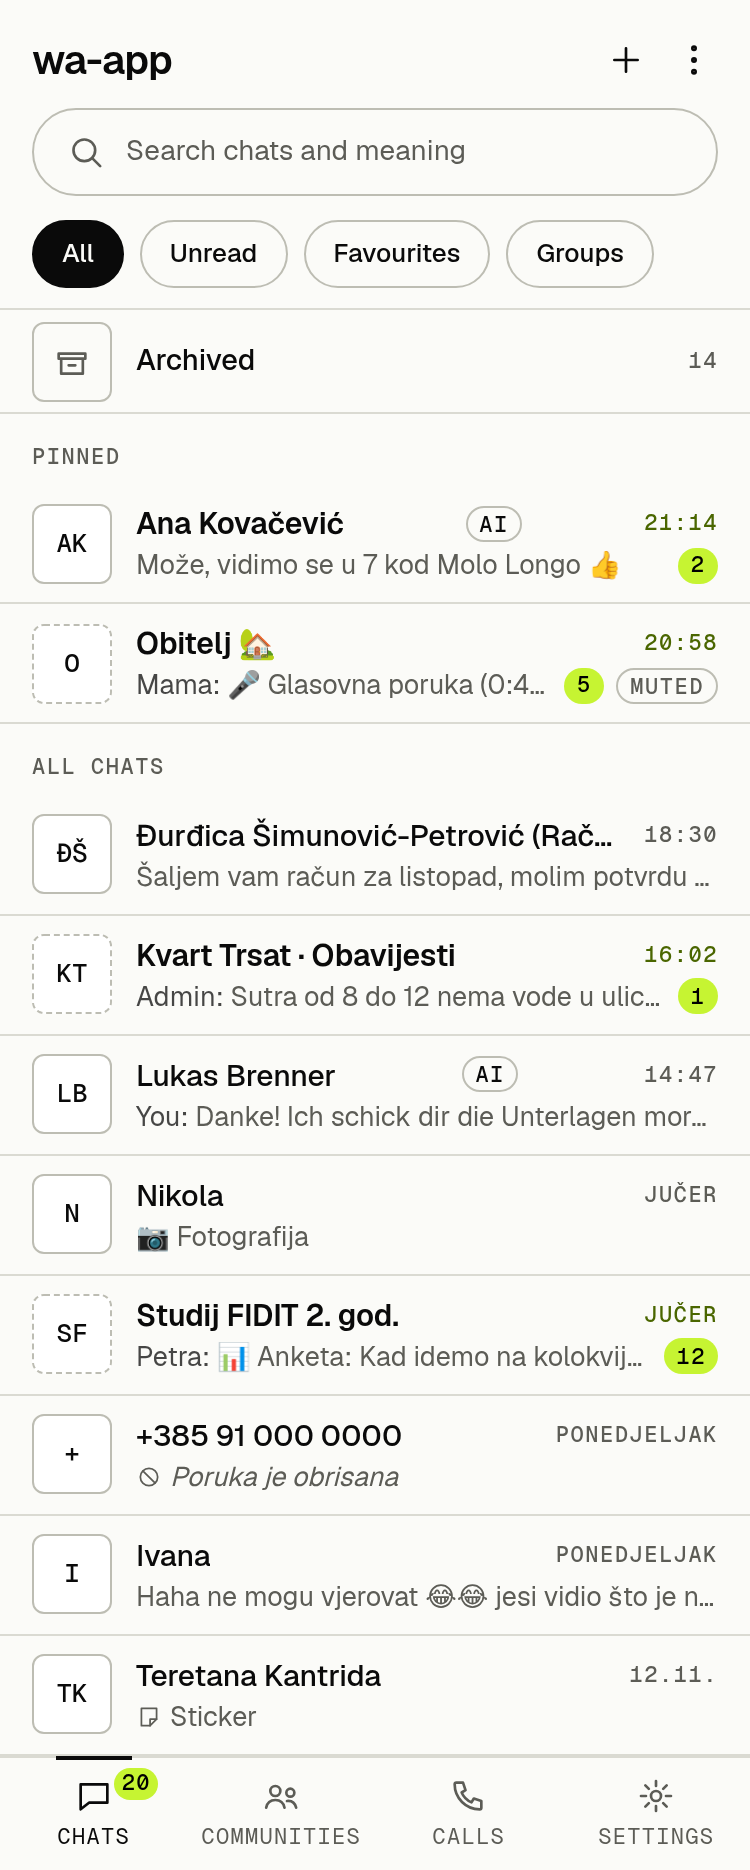 wa-app
Search chats and meaning
All Unread Favourites Groups
Archived 14
PINNED
AK Ana Kovačević AI 21:14
Može, vidimo se u 7 kod Molo Longo 👍 2
O Obitelj 🏡 20:58
Mama: 🎤 Glasovna poruka (0:4… 5 MUTED
ALL CHATS
ĐŠ Đurđica Šimunović-Petrović (Rač… 18:30
Šaljem vam račun za listopad, molim potvrdu …
KT Kvart Trsat · Obavijesti 16:02
Admin: Sutra od 8 do 12 nema vode u ulic… 1
LB Lukas Brenner AI 14:47
You: Danke! Ich schick dir die Unterlagen mor…
N Nikola JUČER
📷 Fotografija
SF Studij FIDIT 2. god. JUČER
Petra: 📊 Anketa: Kad idemo na kolokvij… 12
+ +385 91 000 0000 PONEDJELJAK
Poruka je obrisana
I Ivana PONEDJELJAK
Haha ne mogu vjerovat 😂😂 jesi vidio što je n…
TK Teretana Kantrida 12.11.
Sticker
20
CHATS COMMUNITIES CALLS SETTINGS